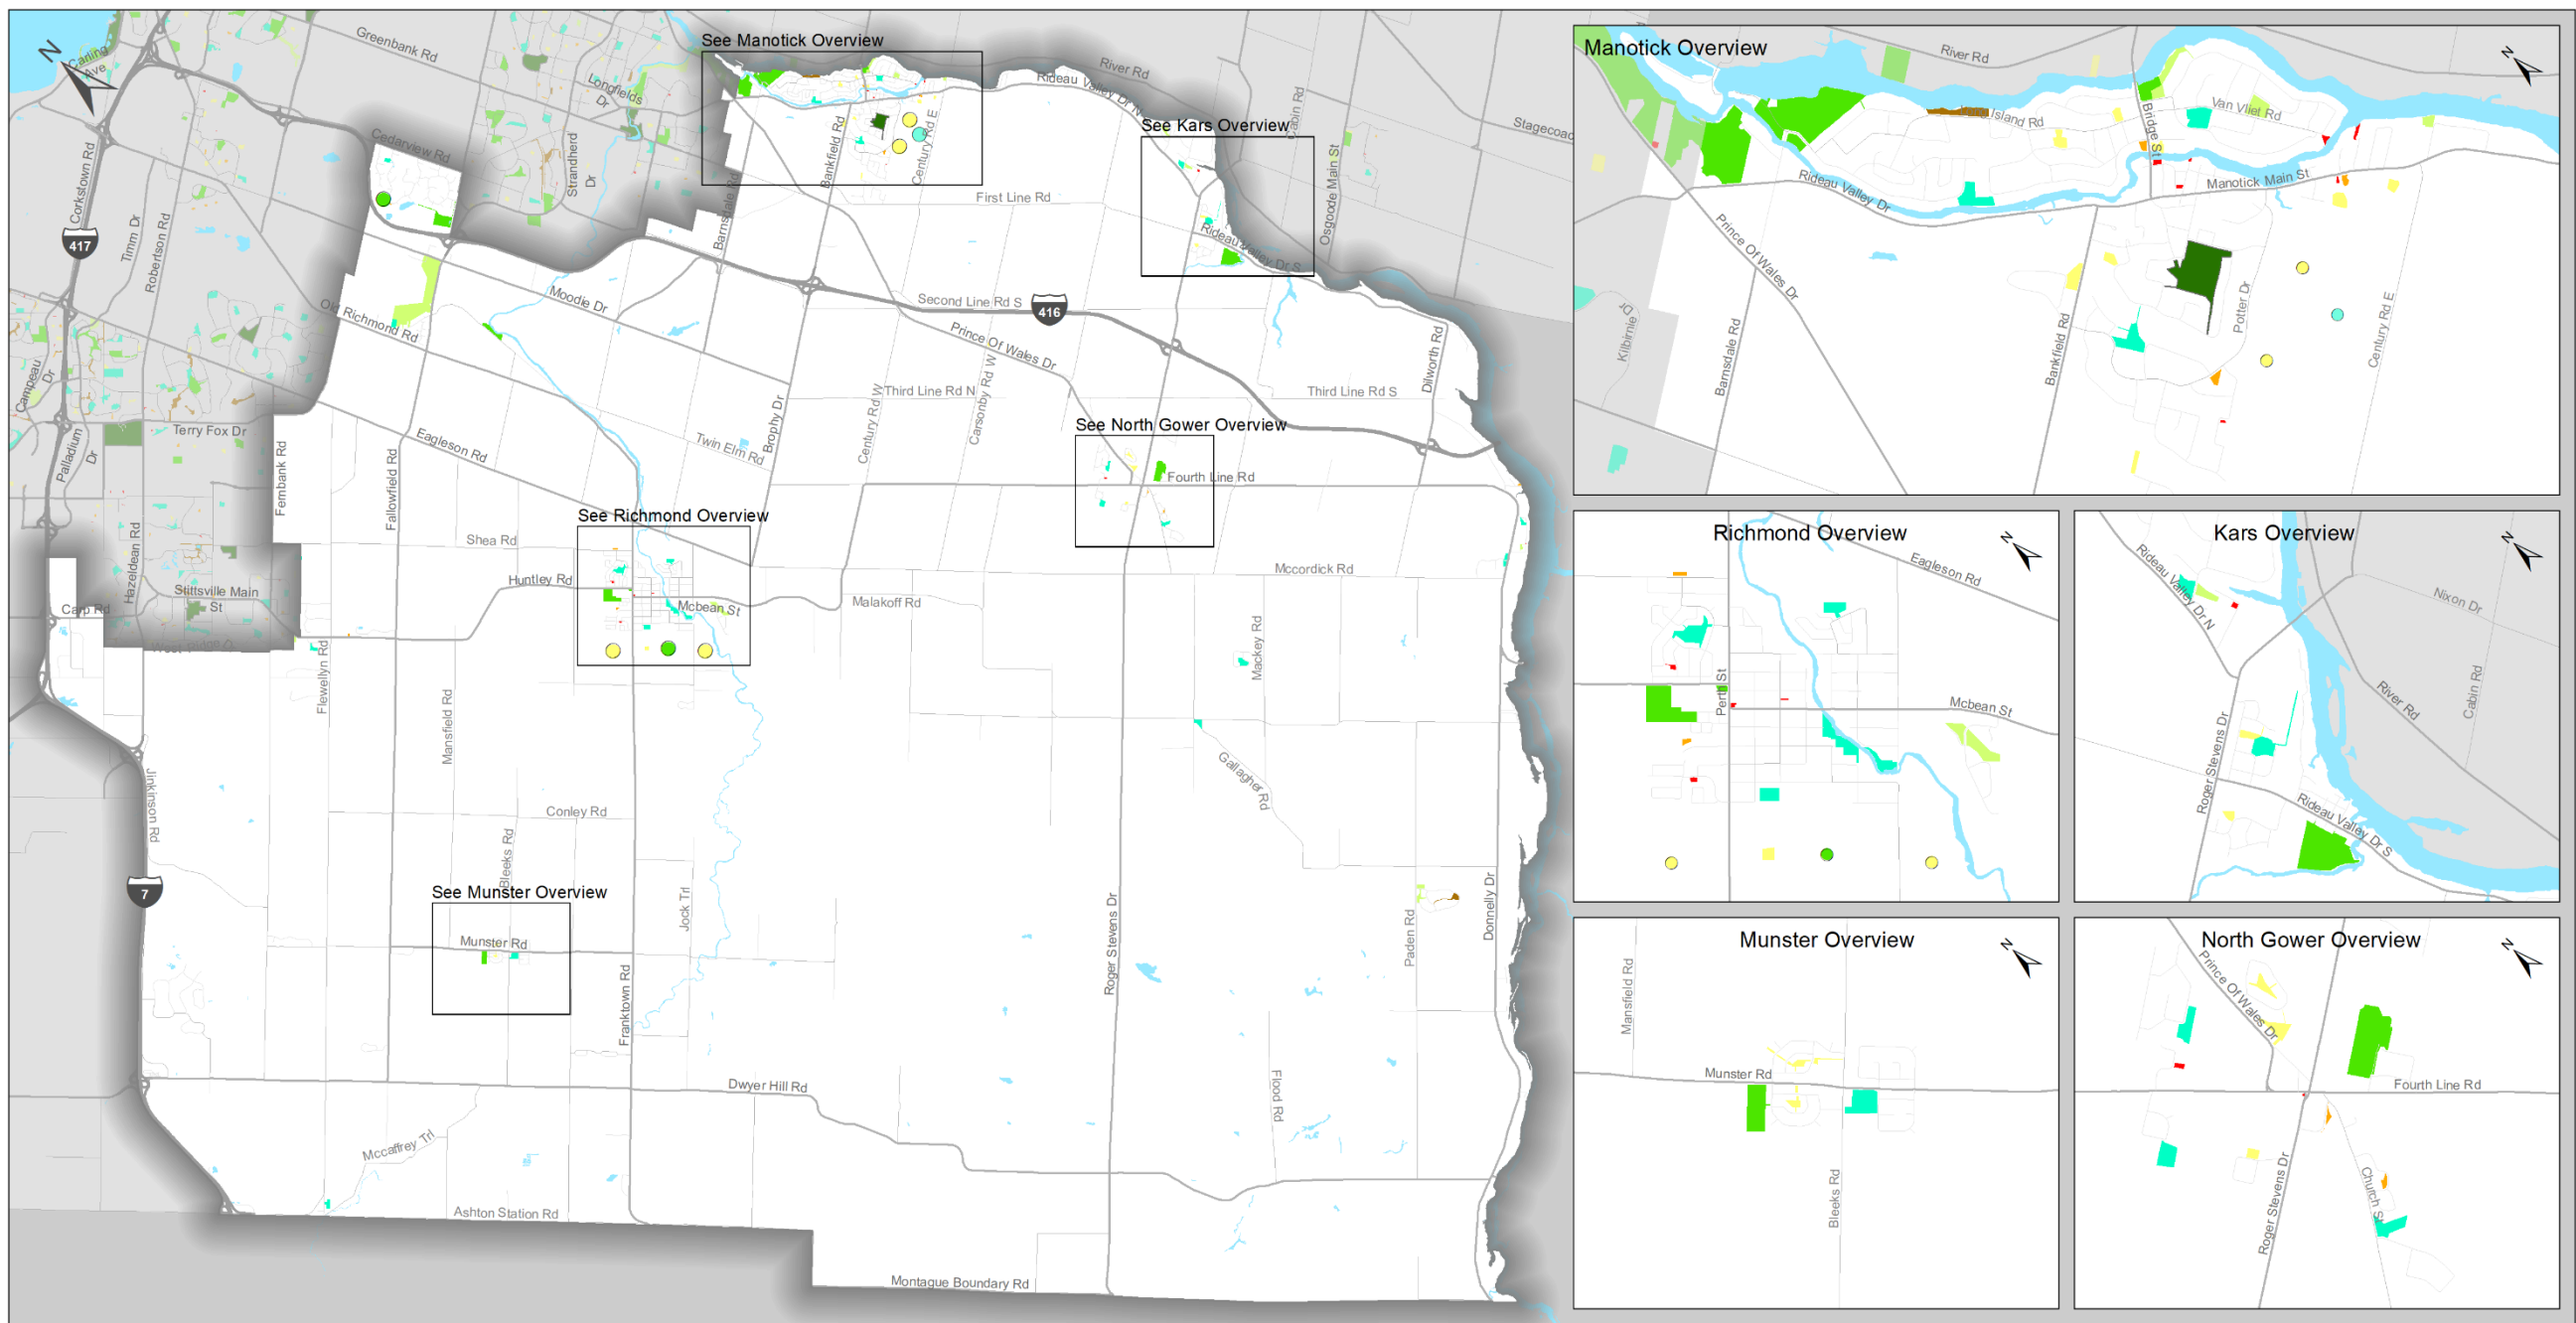 N
Carling
Ave
Greenbank Rd
Longfields
Dr
Cedarview Rd
Corkstown Rd
417
Timm Dr
Robertson Rd
Strandherd
Dr
See Manotick Overview
River Rd
Rideau Valley Dr N
Bankfield Rd
Century Rd E
Barnsdale Rd
See Kars Overview
Cabin Rd
Osgoode Main St
First Line Rd
Rideau Valley Dr S
Old Richmond Rd
Moodie Dr
Second Line Rd S
416
Prince Of Wales Dr
Dilworth Rd
Campeau
Dr
Palladium
Dr
Terry Fox Dr
Third Line Rd N
Third Line Rd S
Century Rd W
Carsonby Rd W
Brophy Dr
Twin Elm Rd
Eagleson Rd
Fernbank Rd
Fallowfield Rd
See North Gower Overview
Fourth Line Rd
See Richmond Overview
Shea Rd
Huntley Rd
Mcbean St
Mccordick Rd
Malakoff Rd
Hazeldean Rd
Stittsville Main
St
Carp Rd
West Ridge Dr
Flewellyn Rd
Mansfield Rd
Mackey Rd
Gallagher Rd
Jinkinson Rd
7
Conley Rd
Bleeks Rd
See Munster Overview
Munster Rd
Jock Trl
Franktown Rd
Roger Stevens Dr
Paden Rd
Donnelly Dr
Dwyer Hill Rd
Flood Rd
Mccaffrey Trl
Ashton Station Rd
Montague Boundary Rd
Manotick Overview
N
River Rd
Island Rd
Bridge St
Van Vliet Rd
Rideau Valley Dr
Manotick Main St
Prince Of Wales Dr
Kilbirnie
Dr
Barnsdale Rd
Bankfield Rd
Potter Dr
Century Rd E
Richmond Overview
N
Eagleson Rd
Perth St
Mcbean St
Kars Overview
N
Rideau Valley Dr N
Nixon Dr
River Rd
Cabin Rd
Roger Stevens Dr
Rideau Valley Dr S
Munster Overview
N
Mansfield Rd
Munster Rd
Bleeks Rd
North Gower Overview
N
Prince Of Wales Dr
Fourth Line Rd
Roger Stevens Dr
Church St